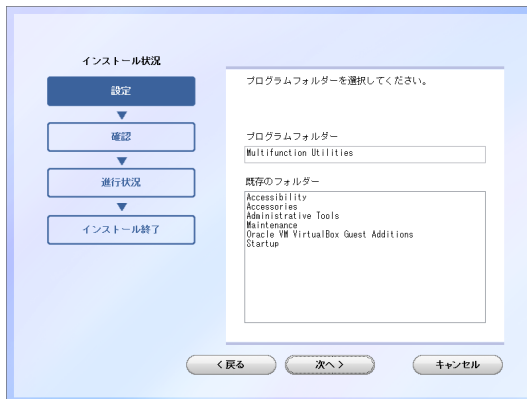 インストール状況
設定
確認
進行状況
インストール終了
プログラムフォルダーを選択してください。
プログラムフォルダー
Multifunction Utilities
既存のフォルダー
Accessibility
Accessories
Administrative Tools
Maintenance
Oracle VM VirtualBox Guest Additions
Startup
< 戻る
次へ >
キャンセル